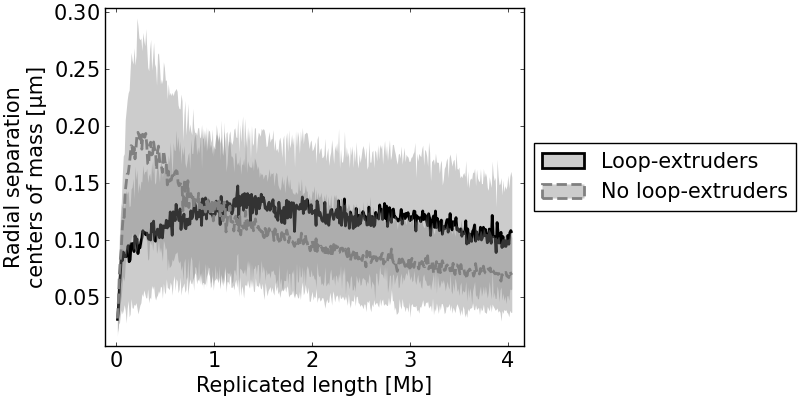 0.30
0.25
0.20
0.15
0.10
0.05
Radial separation
centers of mass [μm]
0
1
2
3
4
Replicated length [Mb]
Loop-extruders
No loop-extruders